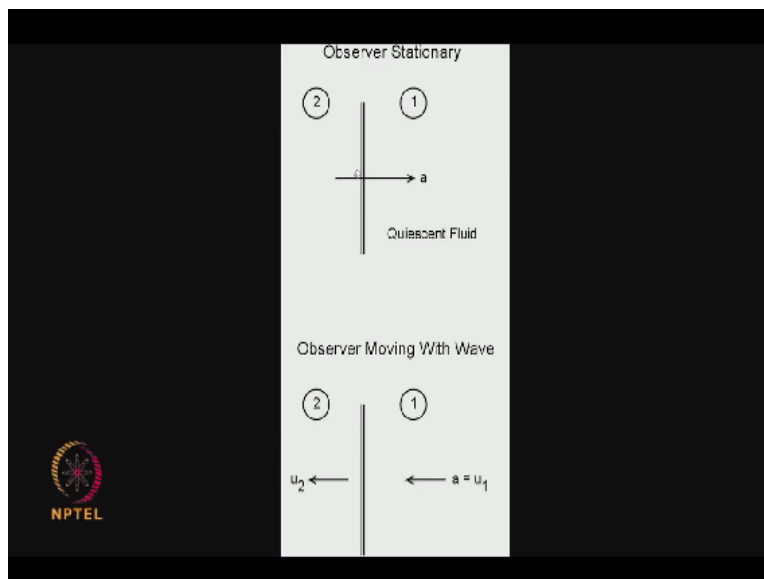 Observer Stationary
2 1
a
Quiescent Fluid
Observer Moving With Wave
2 1
u2 a = u1
NPTEL